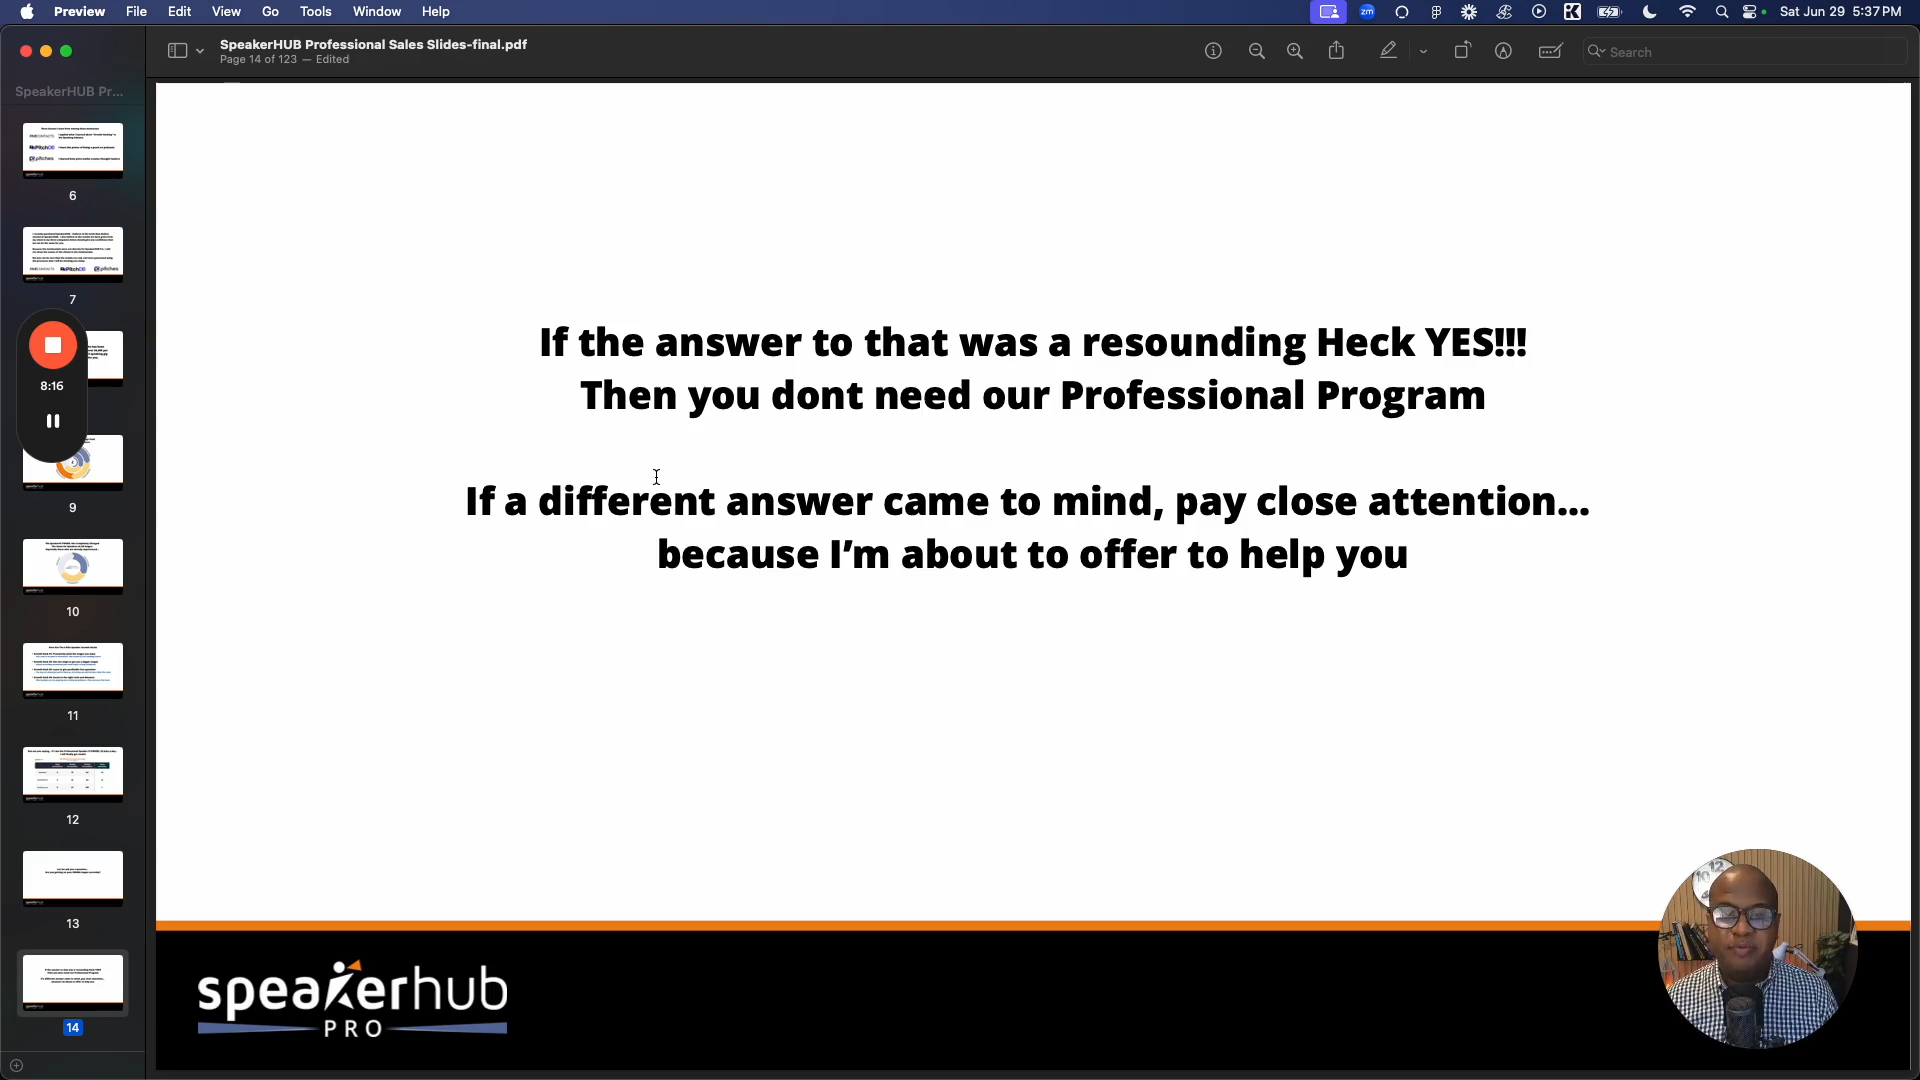 Preview File Edit View Go Tools Window Help
zm
Sat Jun 29 5:37 PM
SpeakerHUB Professional Sales Slides-final.pdf
Page 14 of 123 — Edited
Search
SpeakerHUB Pr...
6
7
8:16
9
10
11
12
13
14
If the answer to that was a resounding Heck YES!!!
Then you dont need our Professional Program
If a different answer came to mind, pay close attention...
because I’m about to offer to help you
speakerhub
PRO